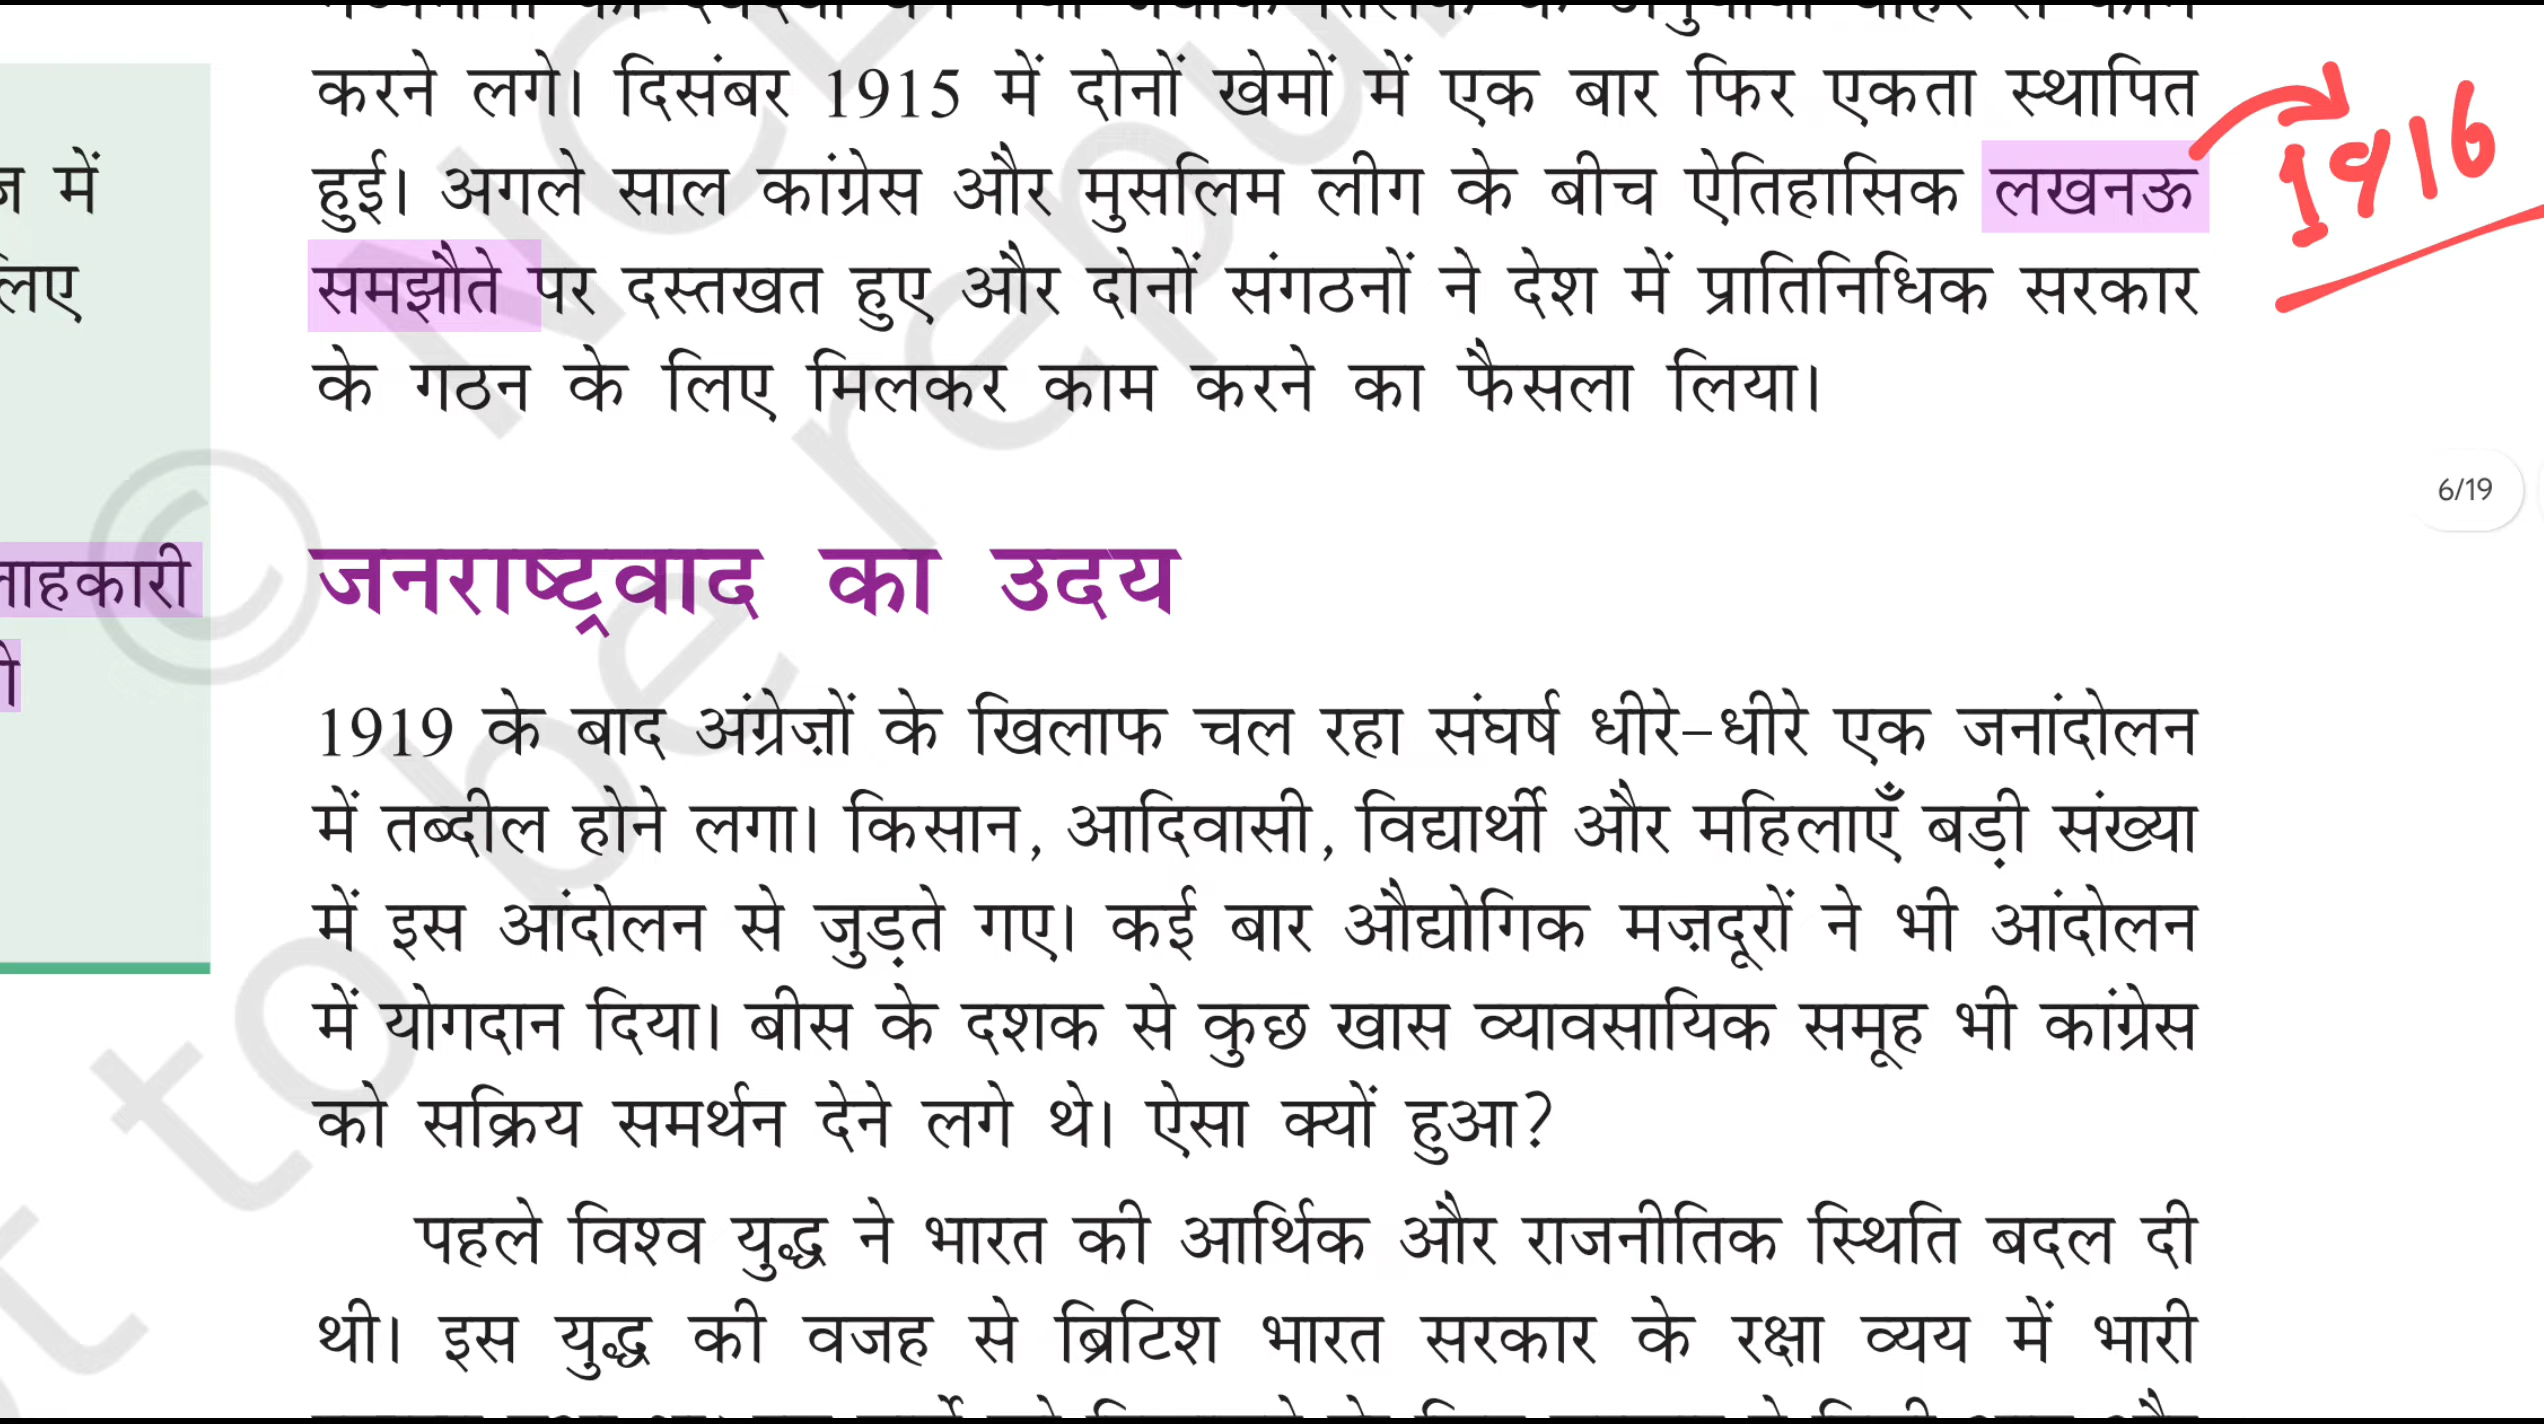 करने लगे। दिसंबर 1915 में दोनों खेमों में एक बार फिर एकता स्थापित
हुई। अगले साल कांग्रेस और मुसलिम लीग के बीच ऐतिहासिक लखनऊ
1916
समझौते पर दस्तखत हुए और दोनों संगठनों ने देश में प्रातिनिधिक सरकार
के गठन के लिए मिलकर काम करने का फैसला लिया।
में
लिए
6/19
जनराष्ट्रवाद का उदय
1919 के बाद अंग्रेज़ों के खिलाफ चल रहा संघर्ष धीरे-धीरे एक जनांदोलन
में तब्दील होने लगा। किसान, आदिवासी, विद्यार्थी और महिलाएँ बड़ी संख्या
में इस आंदोलन से जुड़ते गए। कई बार औद्योगिक मज़दूरों ने भी आंदोलन
में योगदान दिया। बीस के दशक से कुछ खास व्यावसायिक समूह भी कांग्रेस
को सक्रिय समर्थन देने लगे थे। ऐसा क्यों हुआ?
पहले विश्व युद्ध ने भारत की आर्थिक और राजनीतिक स्थिति बदल दी
थी। इस युद्ध की वजह से ब्रिटिश भारत सरकार के रक्षा व्यय में भारी